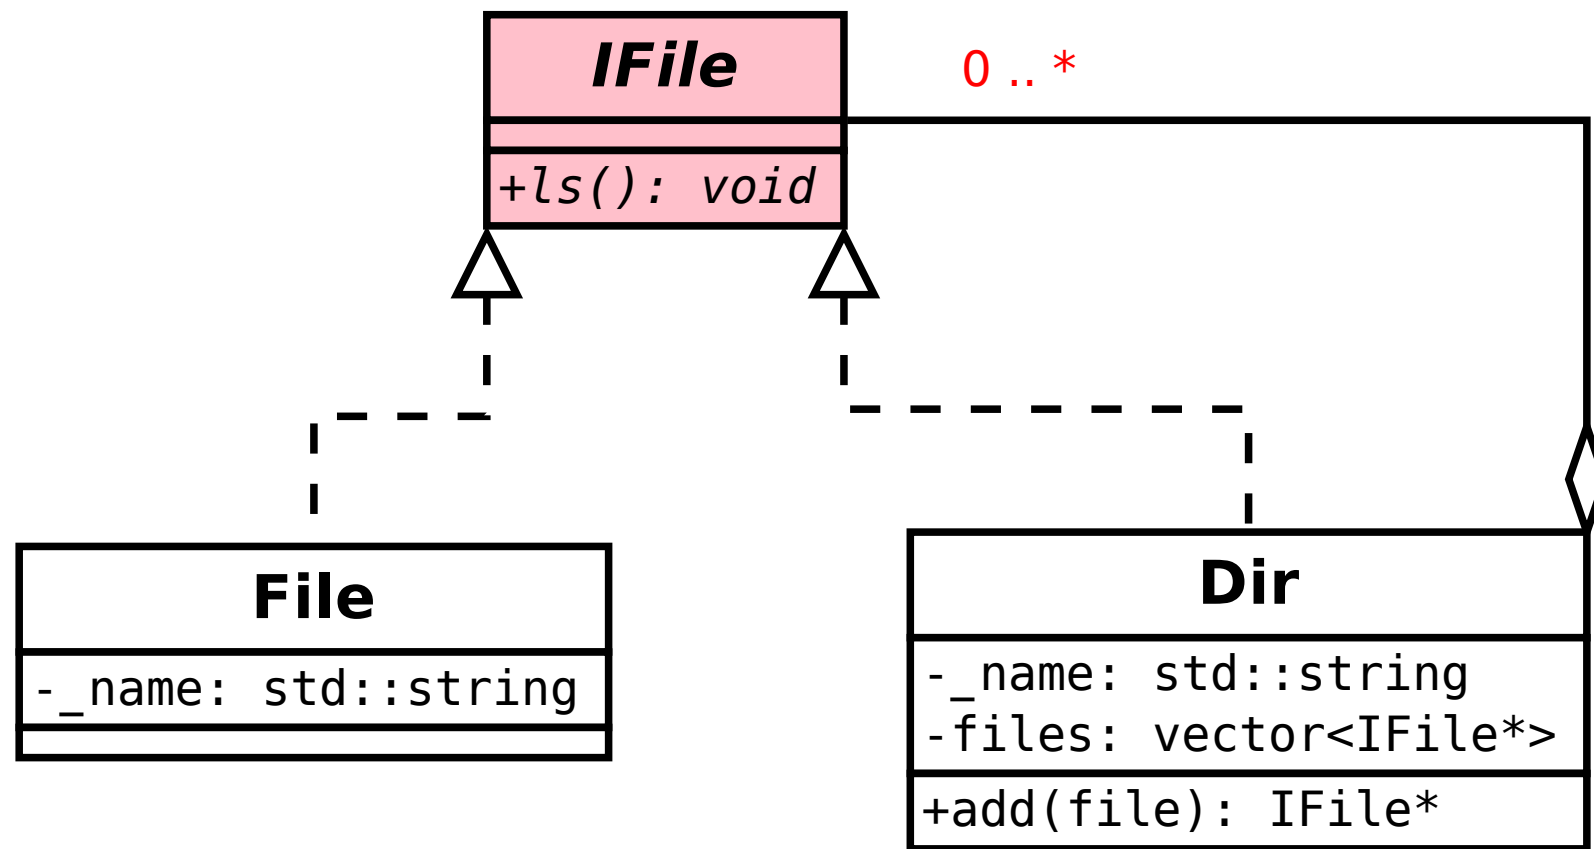 IFile
0 .. *
+ls(): void
File
-_name: std::string
Dir
-_name: std::string
-files: vector<IFile*>
+add(file): IFile*